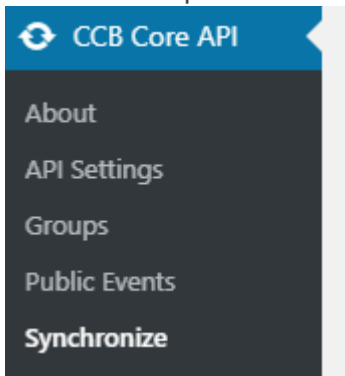 CCB Core API
About
API Settings
Groups
Public Events
Synchronize